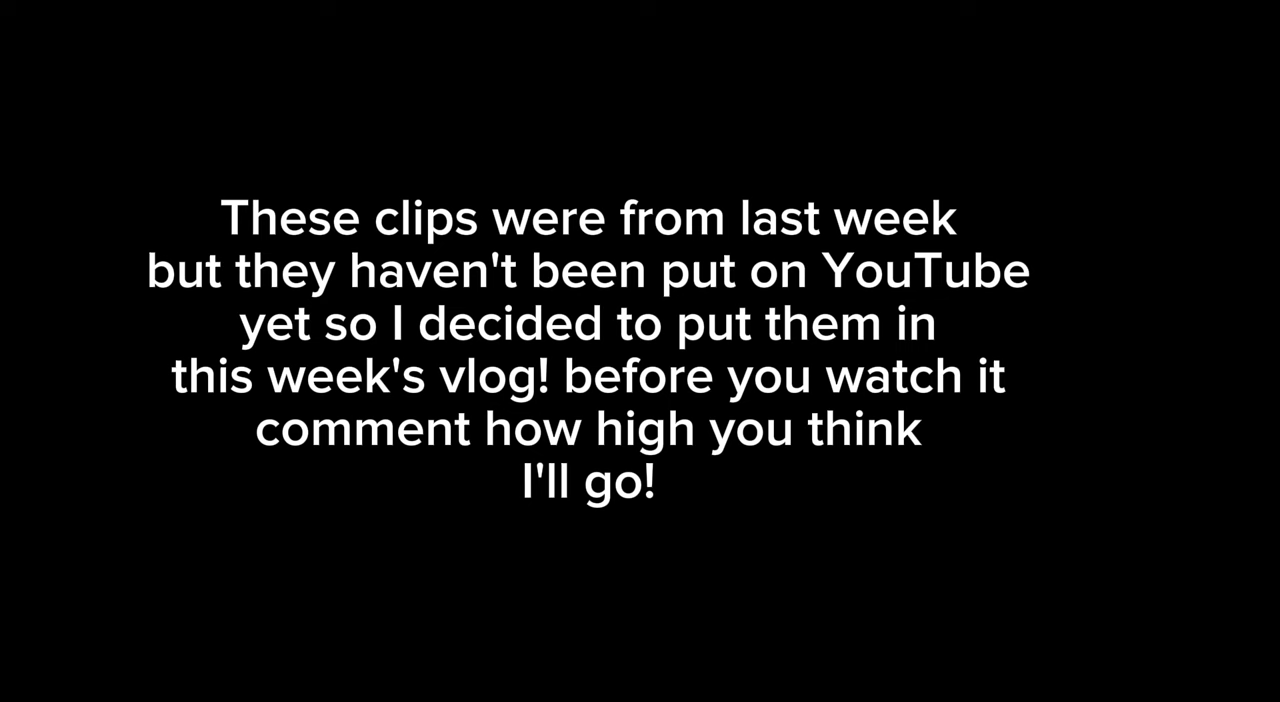 These clips were from last week
but they haven't been put on YouTube
yet so I decided to put them in
this week's vlog! before you watch it
comment how high you think
I'll go!